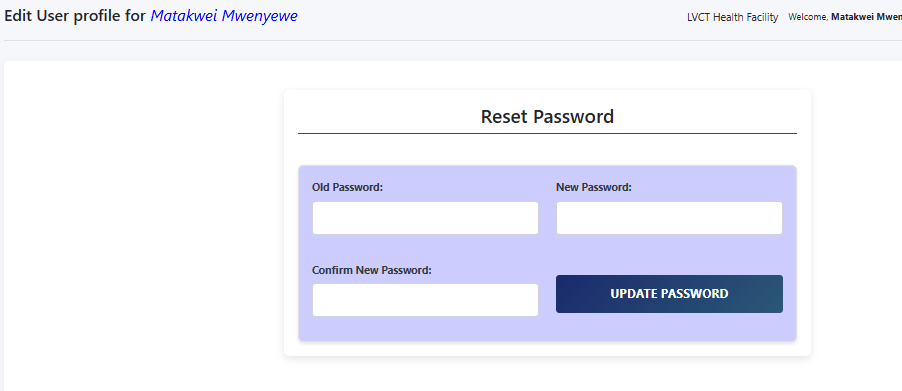 Edit User profile for Matakwei Mwenyewe
LVCT Health Facility Welcome, Matakwei
Reset Password
Old Password: New Password:
Confirm New Password:
UPDATE PASSWORD